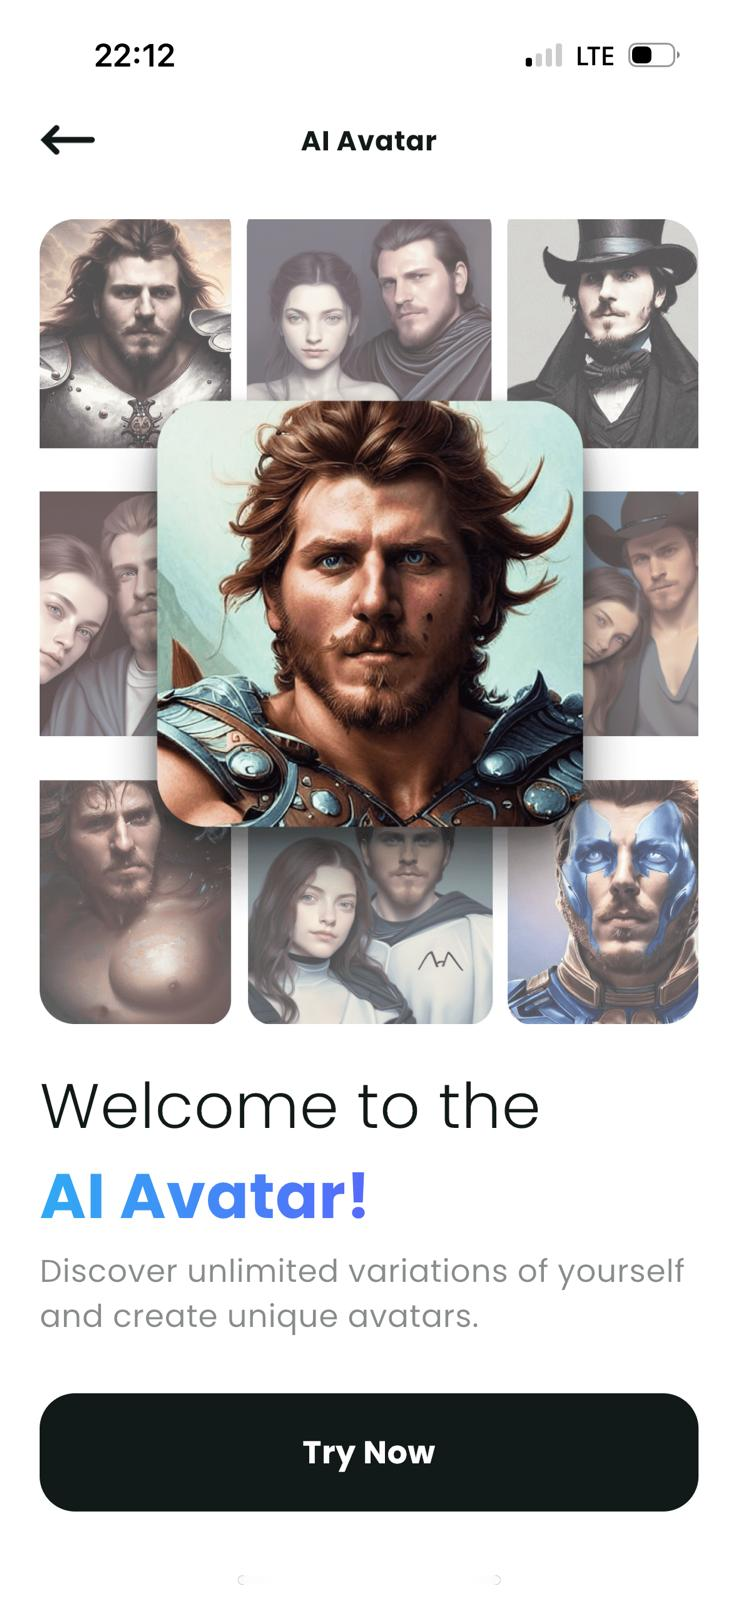 22:12
LTE
AI Avatar
Welcome to the
AI Avatar!
Discover unlimited variations of yourself
and create unique avatars.
Try Now